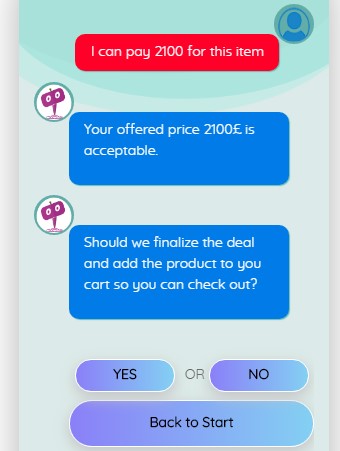 I can pay 2100 for this item
Your offered price 2100£ is
acceptable.
Should we finalize the deal
and add the product to you
cart so you can check out?
YES OR NO
Back to Start